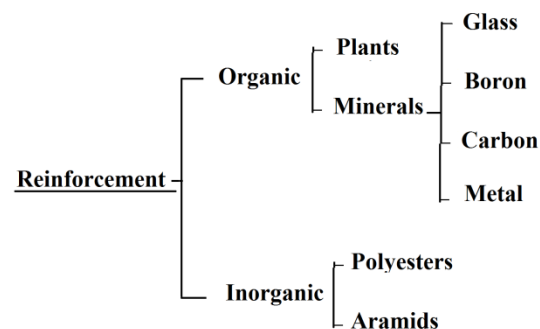 Glass
Plants
Organic
Boron
Minerals
Carbon
Reinforcement
Metal
Polyesters
Inorganic
Aramids